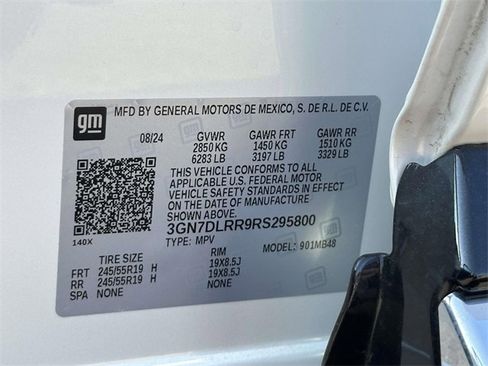 gm
MFD BY GENERAL MOTORS DE MEXICO, S. DE R.L. DE C.V.
08/24 GVWR GAWR FRT GAWR RR
2850 KG 1450 KG 1510 KG
6283 LB 3197 LB 3329 LB
THIS VEHICLE CONFORMS TO ALL
APPLICABLE U.S. FEDERAL MOTOR
VEHICLE SAFETY STANDARDS IN EFFECT
ON THE DATE OF MANUFACTURE SHOWN ABOVE.
3GN7DLRR9RS295800
140X
TYPE: MPV MODEL: 901MB48
TIRE SIZE RIM
FRT 245/55R19 H 19X8.5J
RR 245/55R19 H 19X8.5J
SPA NONE NONE